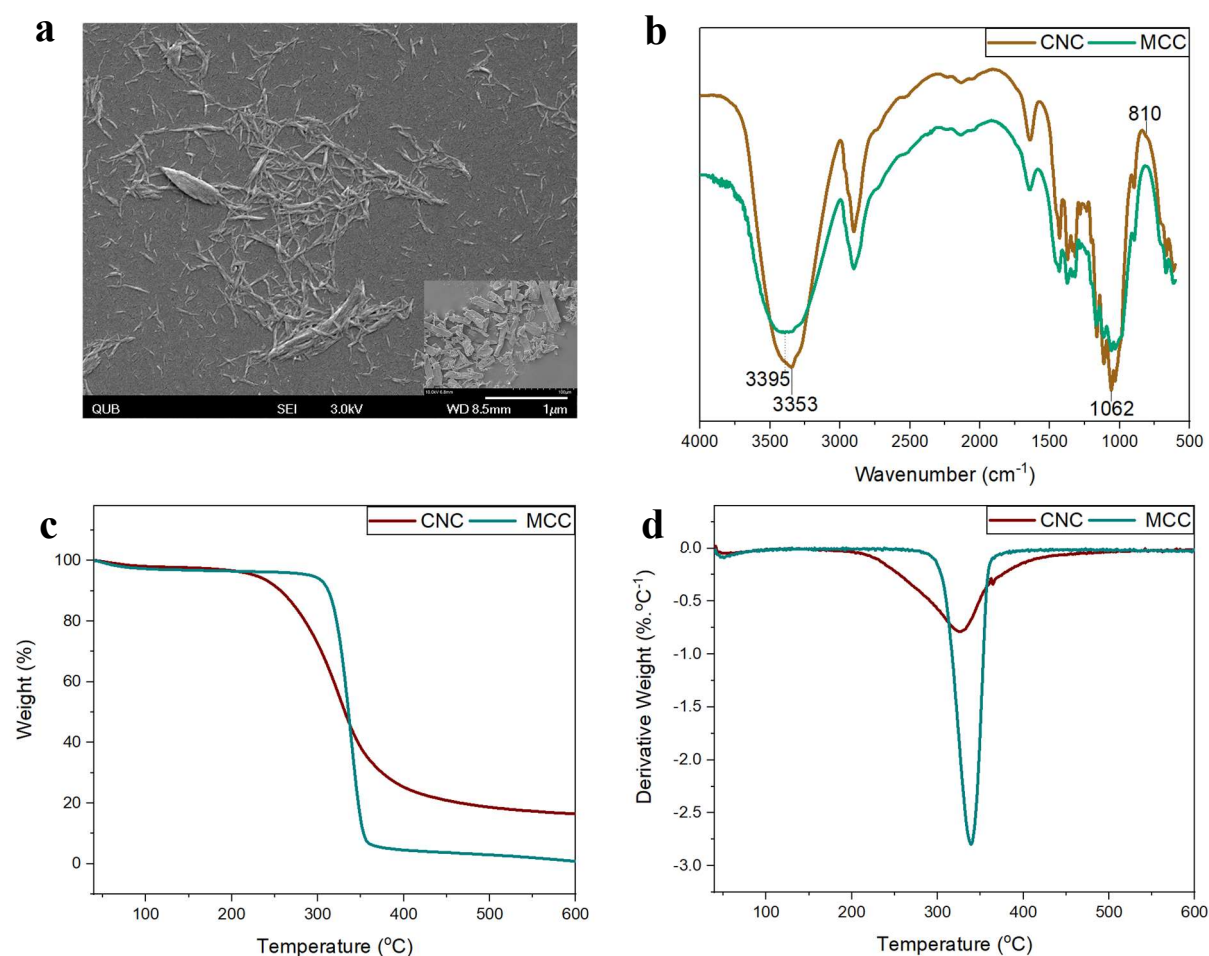 a
QUB SEI 3.0kV WD 8.5mm 1µm
100µm
b
CNC MCC
810
3395
3353
1062
4000 3500 3000 2500 2000 1500 1000 500
Wavenumber (cm⁻¹)
c
CNC MCC
100
80
60
40
20
0
Weight (%)
100 200 300 400 500 600
Temperature (°C)
d
CNC MCC
0.0
-0.5
-1.0
-1.5
-2.0
-2.5
-3.0
Derivative Weight (%.°C⁻¹)
100 200 300 400 500 600
Temperature (°C)